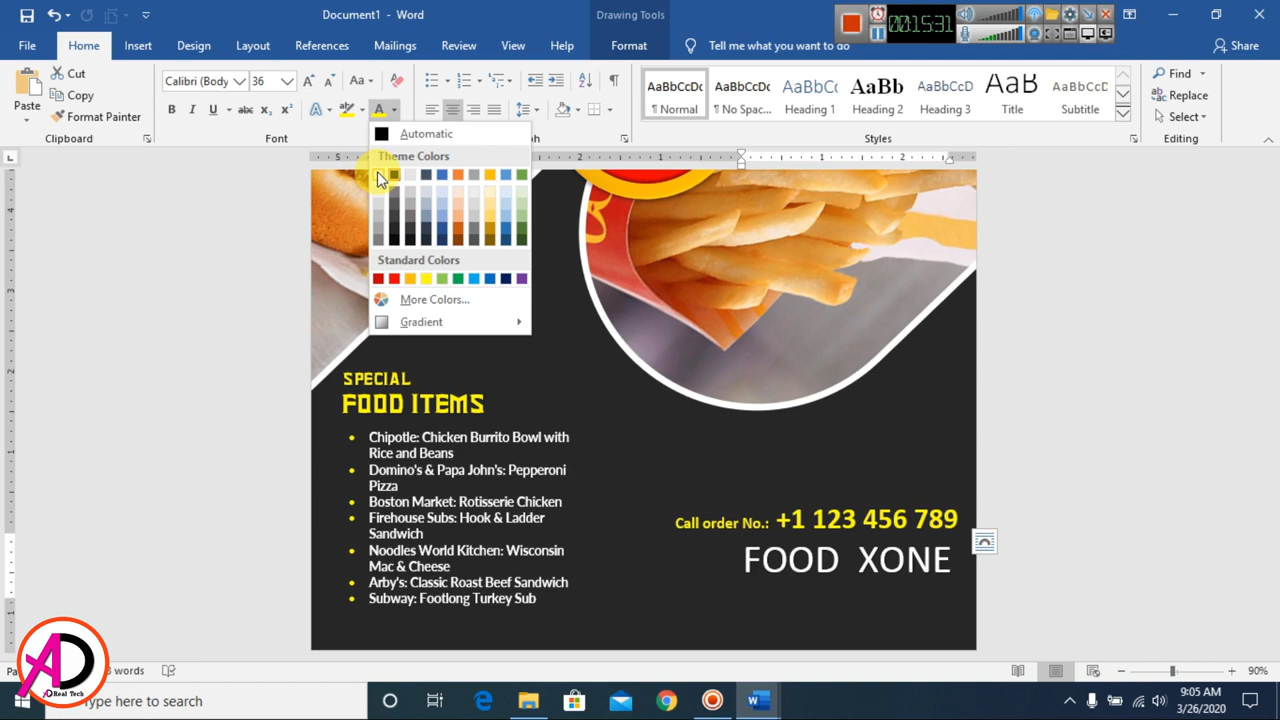 Document1 - Word
Drawing Tools
00:15:31
File Home Insert Design Layout References Mailings Review View Help Format Tell me what you want to do Share
Paste
Cut
Copy
Format Painter
Clipboard
Calibri (Body 36
Font
Styles
AaBbCcDc
¶ Normal
AaBbCcDc
¶ No Spac...
AaBbCcD
Heading 1
AaBb
Heading 2
AaBbCcD
Heading 3
AaB
Title
AaBbCcD
Subtitle
Find
Replace
Select
Editing
Automatic
Theme Colors
Standard Colors
More Colors...
Gradient
SPECIAL
FOOD ITEMS
• Chipotle: Chicken Burrito Bowl with
Rice and Beans
• Domino's & Papa John's: Pepperoni
Pizza
• Boston Market: Rotisserie Chicken
• Firehouse Subs: Hook & Ladder
Sandwich
• Noodles World Kitchen: Wisconsin
Mac & Cheese
• Arby's: Classic Roast Beef Sandwich
• Subway: Footlong Turkey Sub
Call order No.: +1 123 456 789
FOOD XONE
AD
Real Tech
words
90%
Type here to search
9:05 AM
3/26/2020